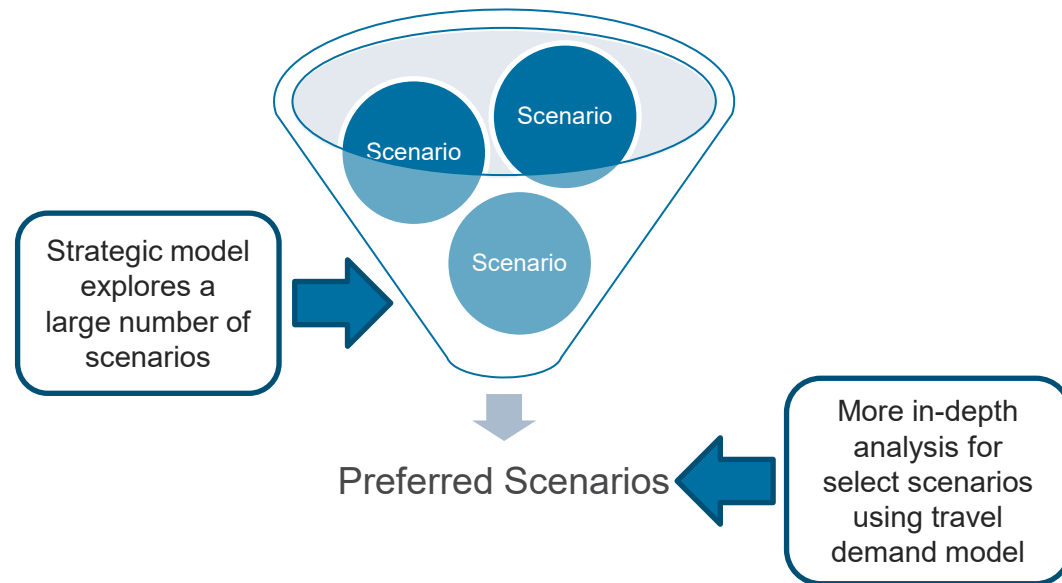 Scenario
Scenario
Scenario
Strategic model
explores a
large number of
scenarios
Preferred Scenarios
More in-depth
analysis for
select scenarios
using travel
demand model